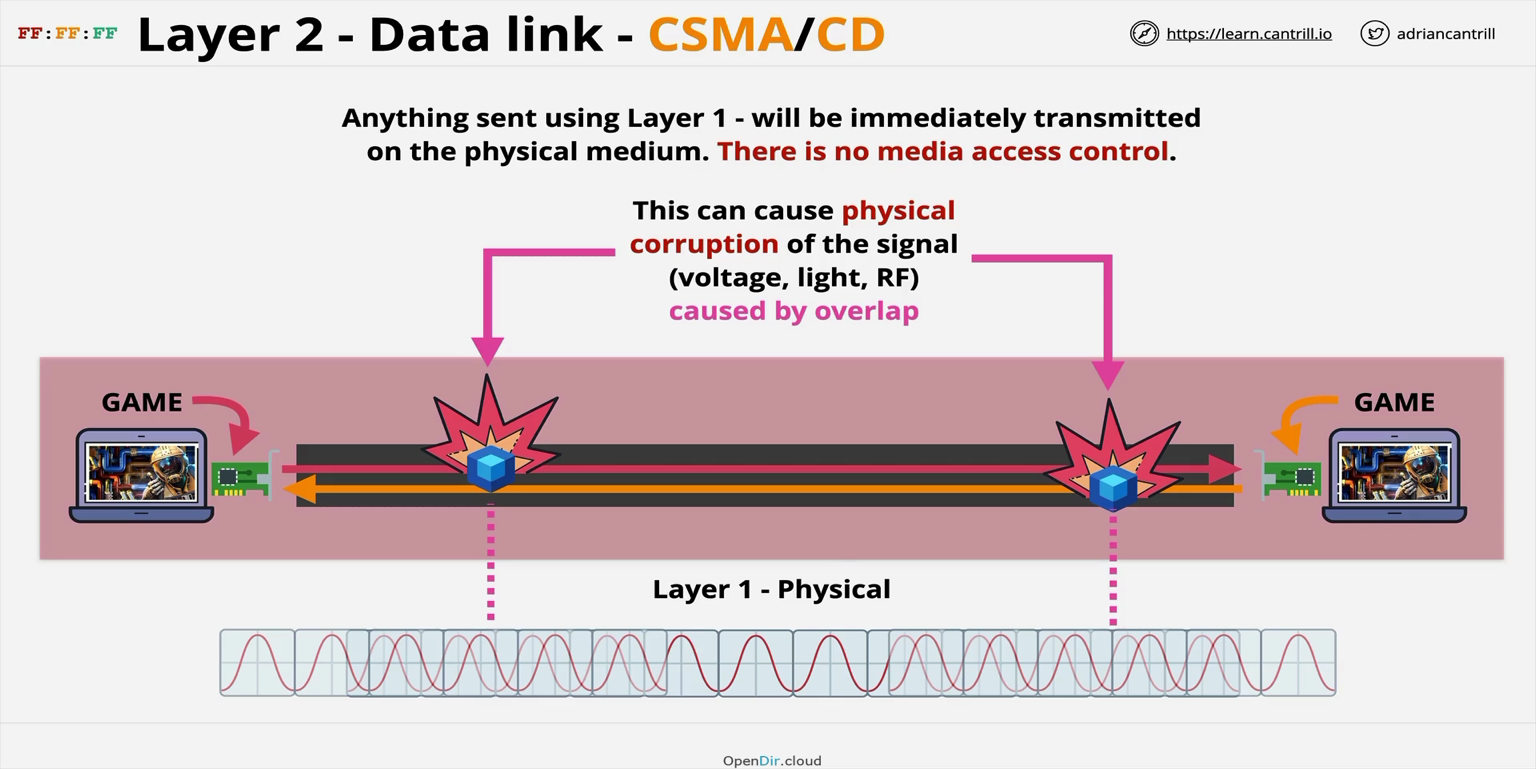 FF:FF:FF
Layer 2 - Data link - CSMA/CD
https://learn.cantrill.io
adriancantrill
Anything sent using Layer 1 - will be immediately transmitted
on the physical medium. There is no media access control.
This can cause physical
corruption of the signal
(voltage, light, RF)
caused by overlap
GAME
GAME
Layer 1 - Physical
OpenDir.cloud